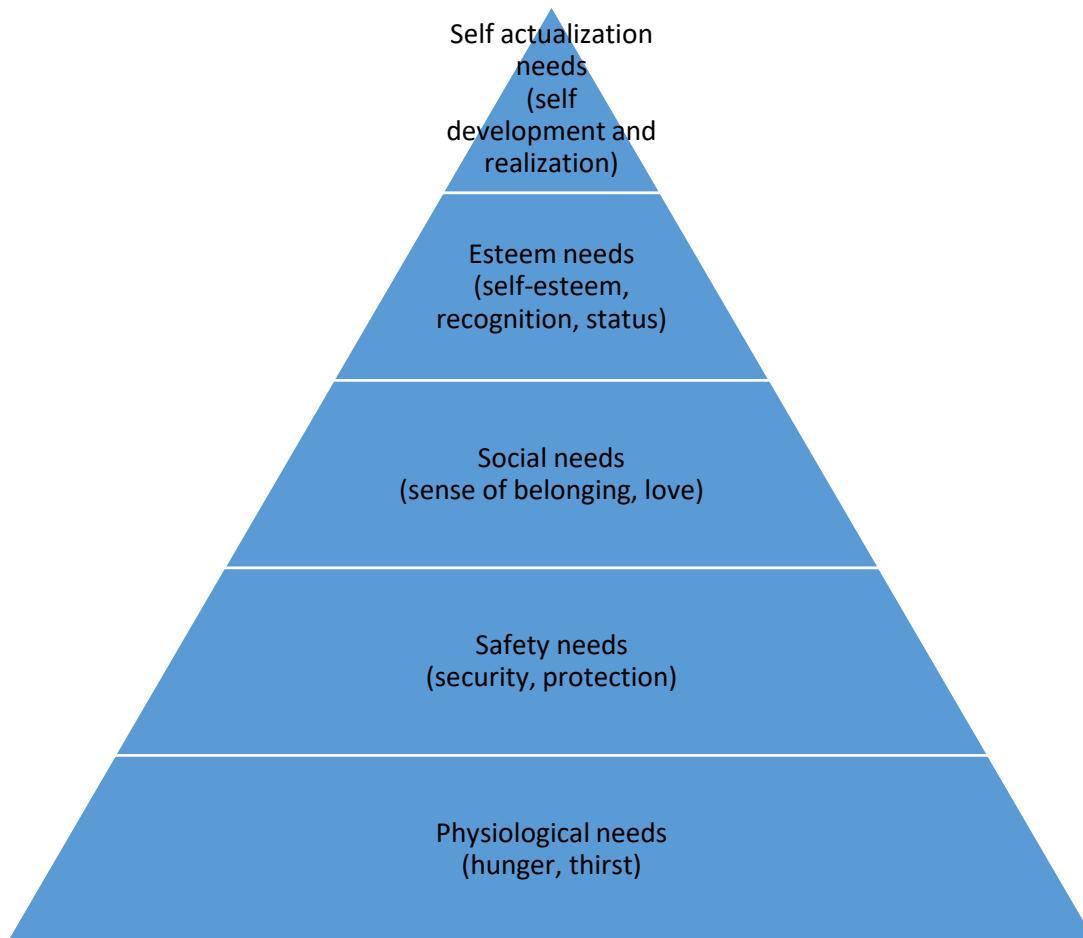 Self actualization
needs
(self
development and
realization)
Esteem needs
(self-esteem,
recognition, status)
Social needs
(sense of belonging, love)
Safety needs
(security, protection)
Physiological needs
(hunger, thirst)